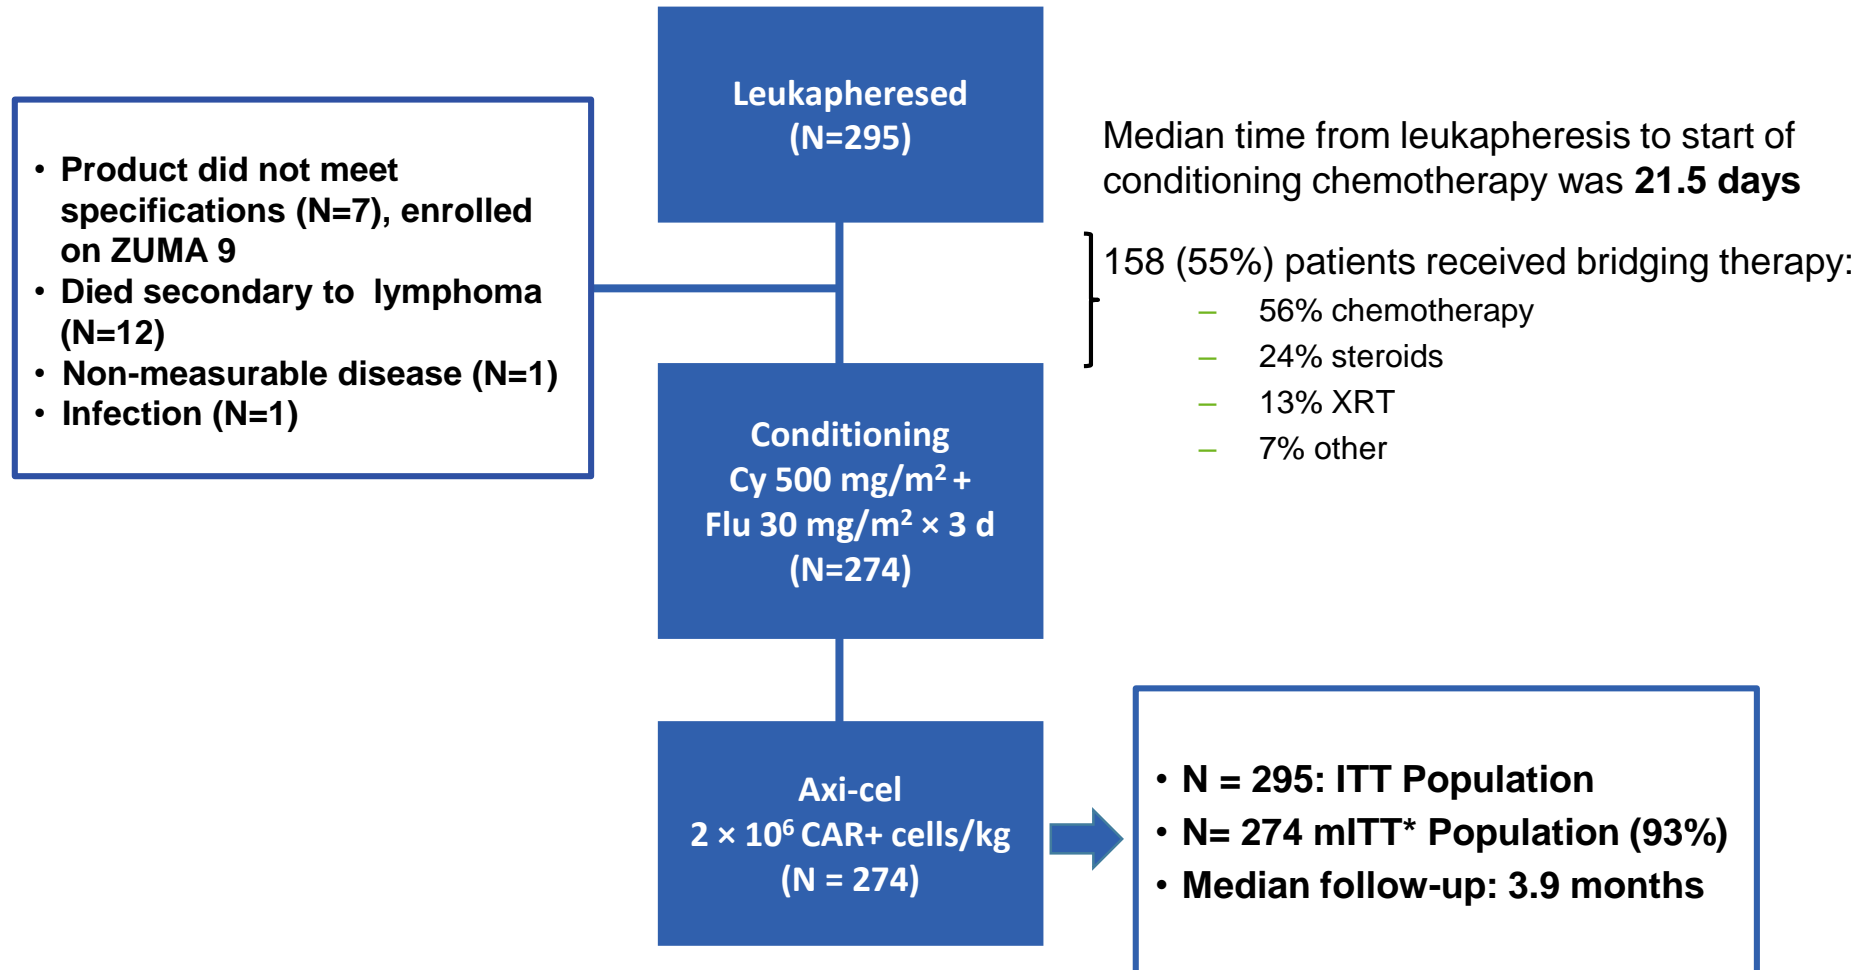 Leukapheresed
(N=295)
• Product did not meet
specifications (N=7), enrolled
on ZUMA 9
• Died secondary to lymphoma
(N=12)
• Non-measurable disease (N=1)
• Infection (N=1)
Median time from leukapheresis to start of
conditioning chemotherapy was 21.5 days
158 (55%) patients received bridging therapy:
– 56% chemotherapy
– 24% steroids
– 13% XRT
– 7% other
Conditioning
Cy 500 mg/m² +
Flu 30 mg/m² × 3 d
(N=274)
Axi-cel
2 × 10⁶ CAR+ cells/kg
(N = 274)
• N = 295: ITT Population
• N= 274 mITT* Population (93%)
• Median follow-up: 3.9 months